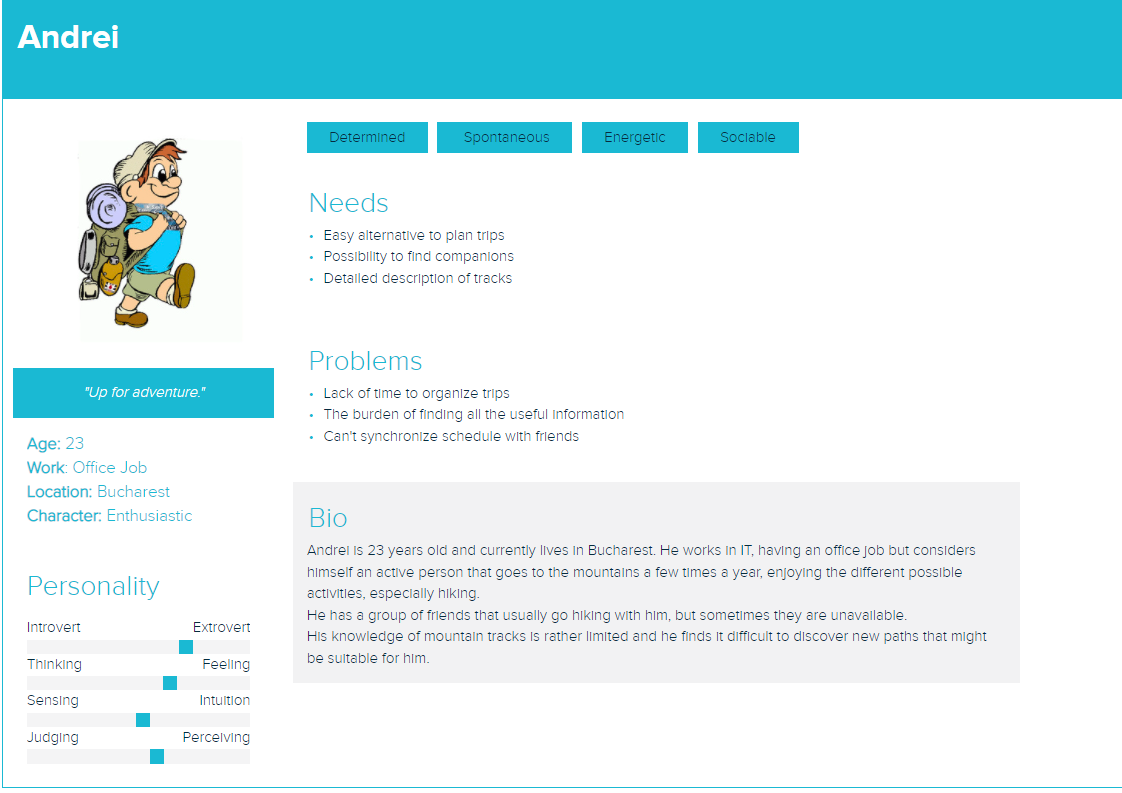 Andrei
Determined
Spontaneous
Energetic
Sociable
"Up for adventure."
Age: 23
Work: Office Job
Location: Bucharest
Character: Enthusiastic
Personality
Introvert Extrovert
Thinking Feeling
Sensing Intuition
Judging Perceiving
Needs
• Easy alternative to plan trips
• Possibility to find companions
• Detailed description of tracks
Problems
• Lack of time to organize trips
• The burden of finding all the useful information
• Can't synchronize schedule with friends
Bio
Andrei is 23 years old and currently lives in Bucharest. He works in IT, having an office job but considers
himself an active person that goes to the mountains a few times a year, enjoying the different possible
activities, especially hiking.
He has a group of friends that usually go hiking with him, but sometimes they are unavailable.
His knowledge of mountain tracks is rather limited and he finds it difficult to discover new paths that might
be suitable for him.